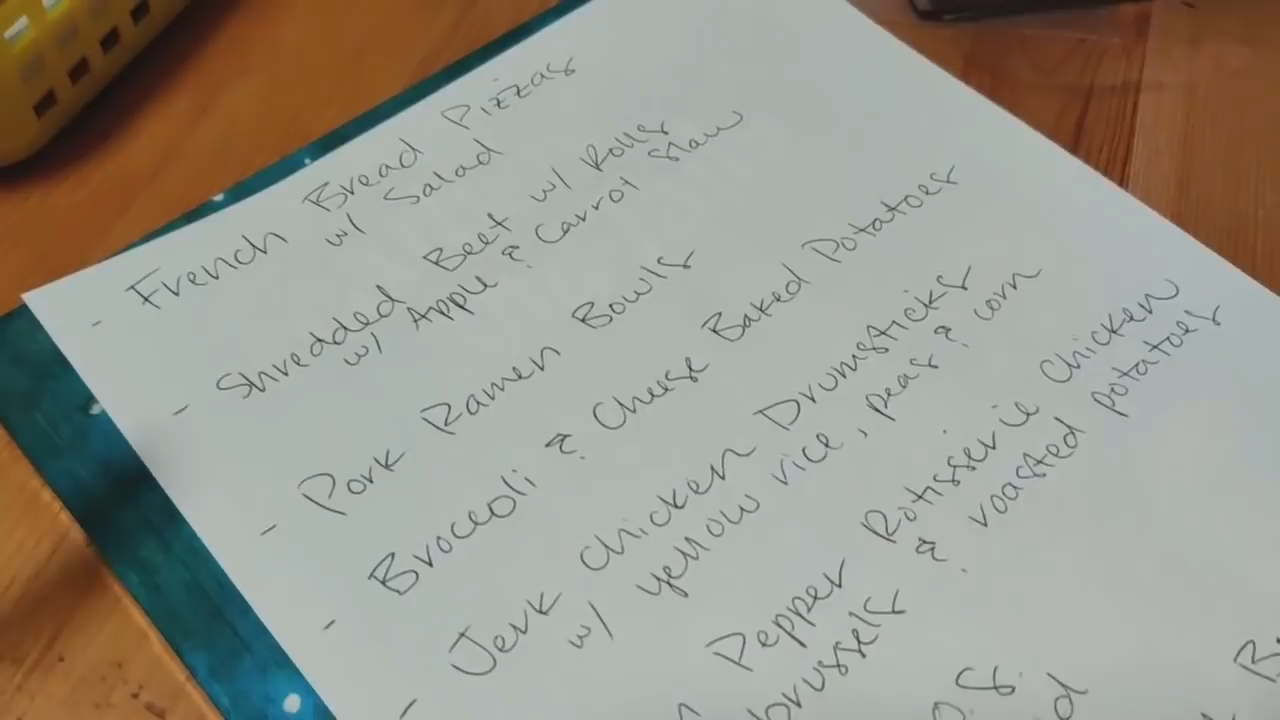 - French Bread Pizzas
w/ Salad
- Shredded Beef w/ Rolls
w/ Apple & Carrot Slaw
- Pork Ramen Bowls
- Broccoli & Cheese Baked Potatoes
- Jerk Chicken Drumsticks
w/ yellow rice, peas & corn
Pepper Rotisserie Chicken
brussels & roasted potatoes